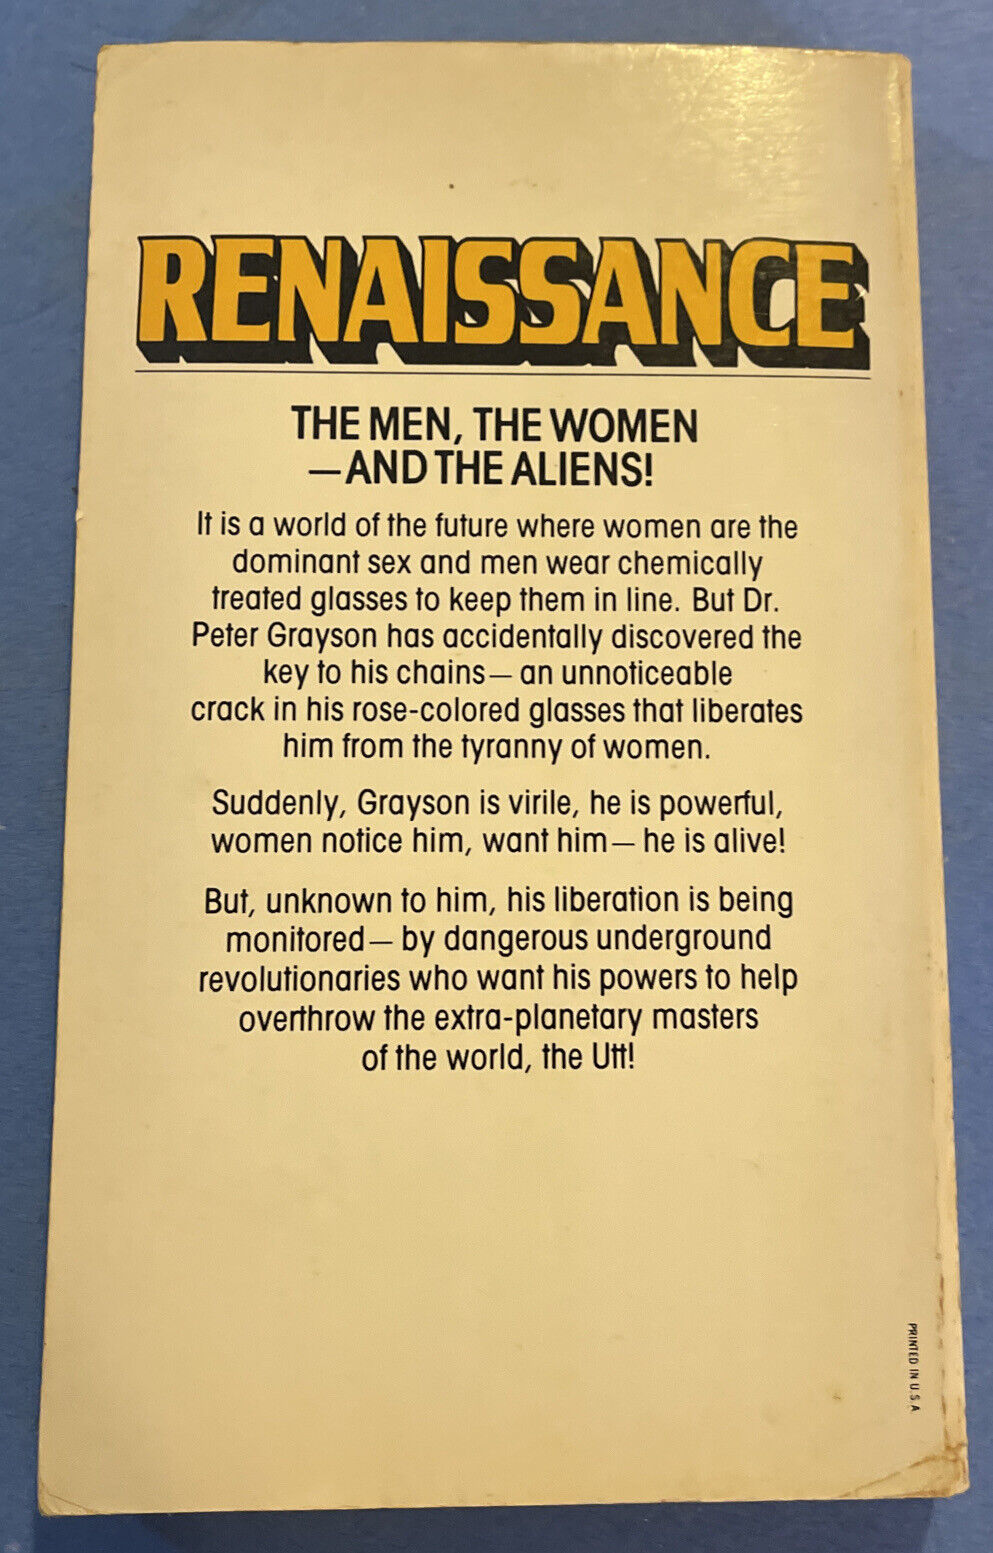 RENAISSANCE
THE MEN, THE WOMEN
—AND THE ALIENS!
It is a world of the future where women are the
dominant sex and men wear chemically
treated glasses to keep them in line. But Dr.
Peter Grayson has accidentally discovered the
key to his chains—an unnoticeable
crack in his rose-colored glasses that liberates
him from the tyranny of women.
Suddenly, Grayson is virile, he is powerful,
women notice him, want him—he is alive!
But, unknown to him, his liberation is being
monitored—by dangerous underground
revolutionaries who want his powers to help
overthrow the extra-planetary masters
of the world, the Utt!
PRINTED IN U.S.A